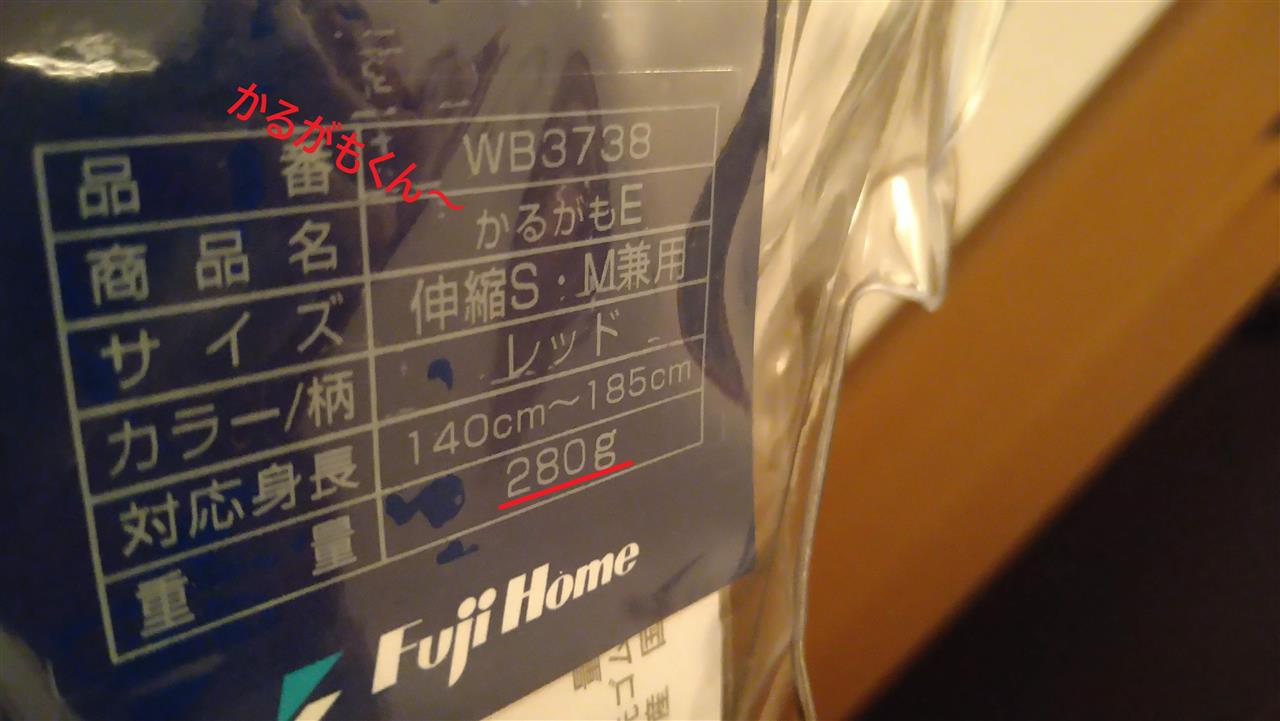 かるがもくん～
品番 WB3738
商品名 かるがもE
サイズ 伸縮S・M兼用
カラー/柄 レッド
対応身長 140cm～185cm
重量 280g
Fuji Home